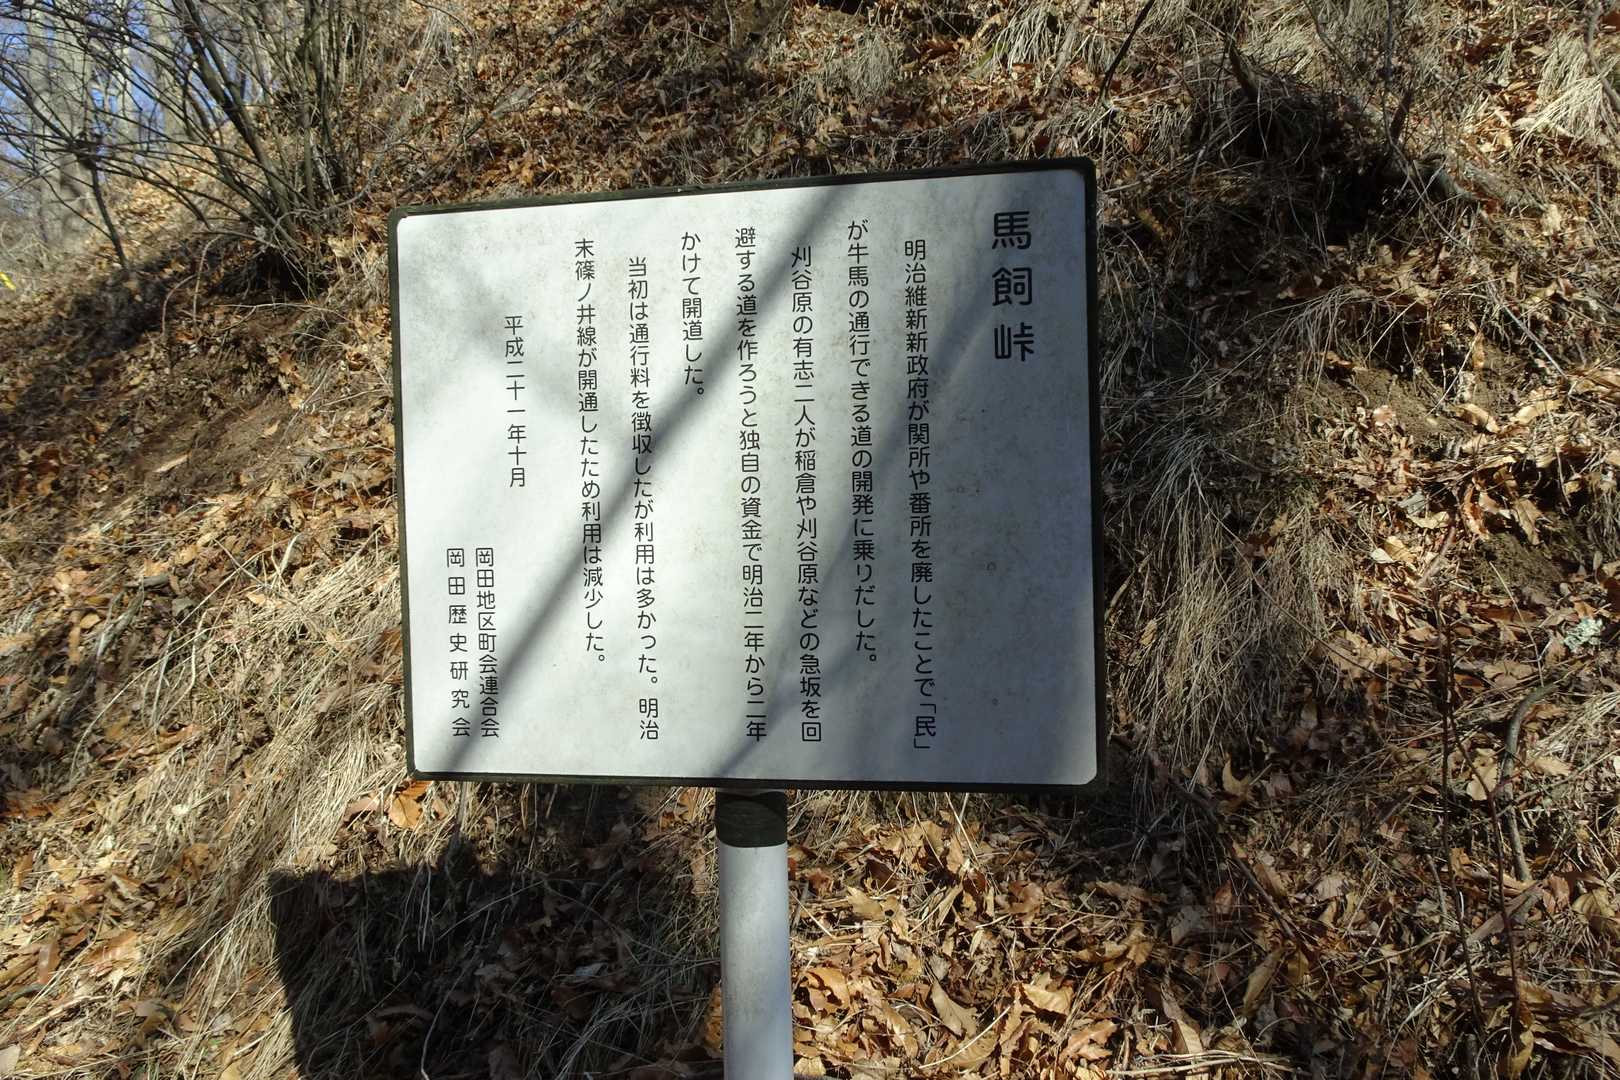 馬飼峠
明治維新新政府が関所や番所を廃したことで「民」
が牛馬の通行できる道の開発に乗りだした。
刈谷原の有志二人が稲倉や刈谷原などの急坂を回
避する道を作ろうと独自の資金で明治二年から二年
かけて開道した。
当初は通行料を徴収したが利用は多かった。明治
末篠ノ井線が開通したため利用は減少した。
平成二十一年十月
岡田地区町会連合会
岡田歴史研究会